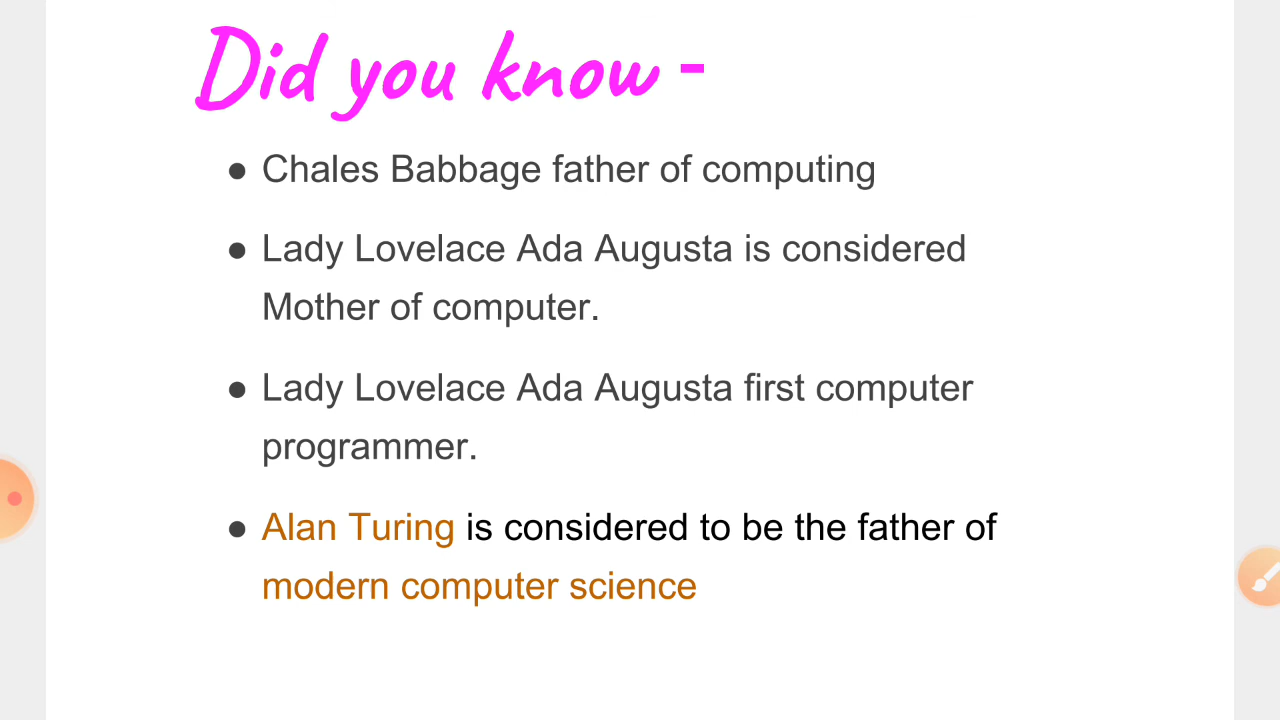 Did you know -
● Chales Babbage father of computing
● Lady Lovelace Ada Augusta is considered
Mother of computer.
● Lady Lovelace Ada Augusta first computer
programmer.
● Alan Turing is considered to be the father of
modern computer science